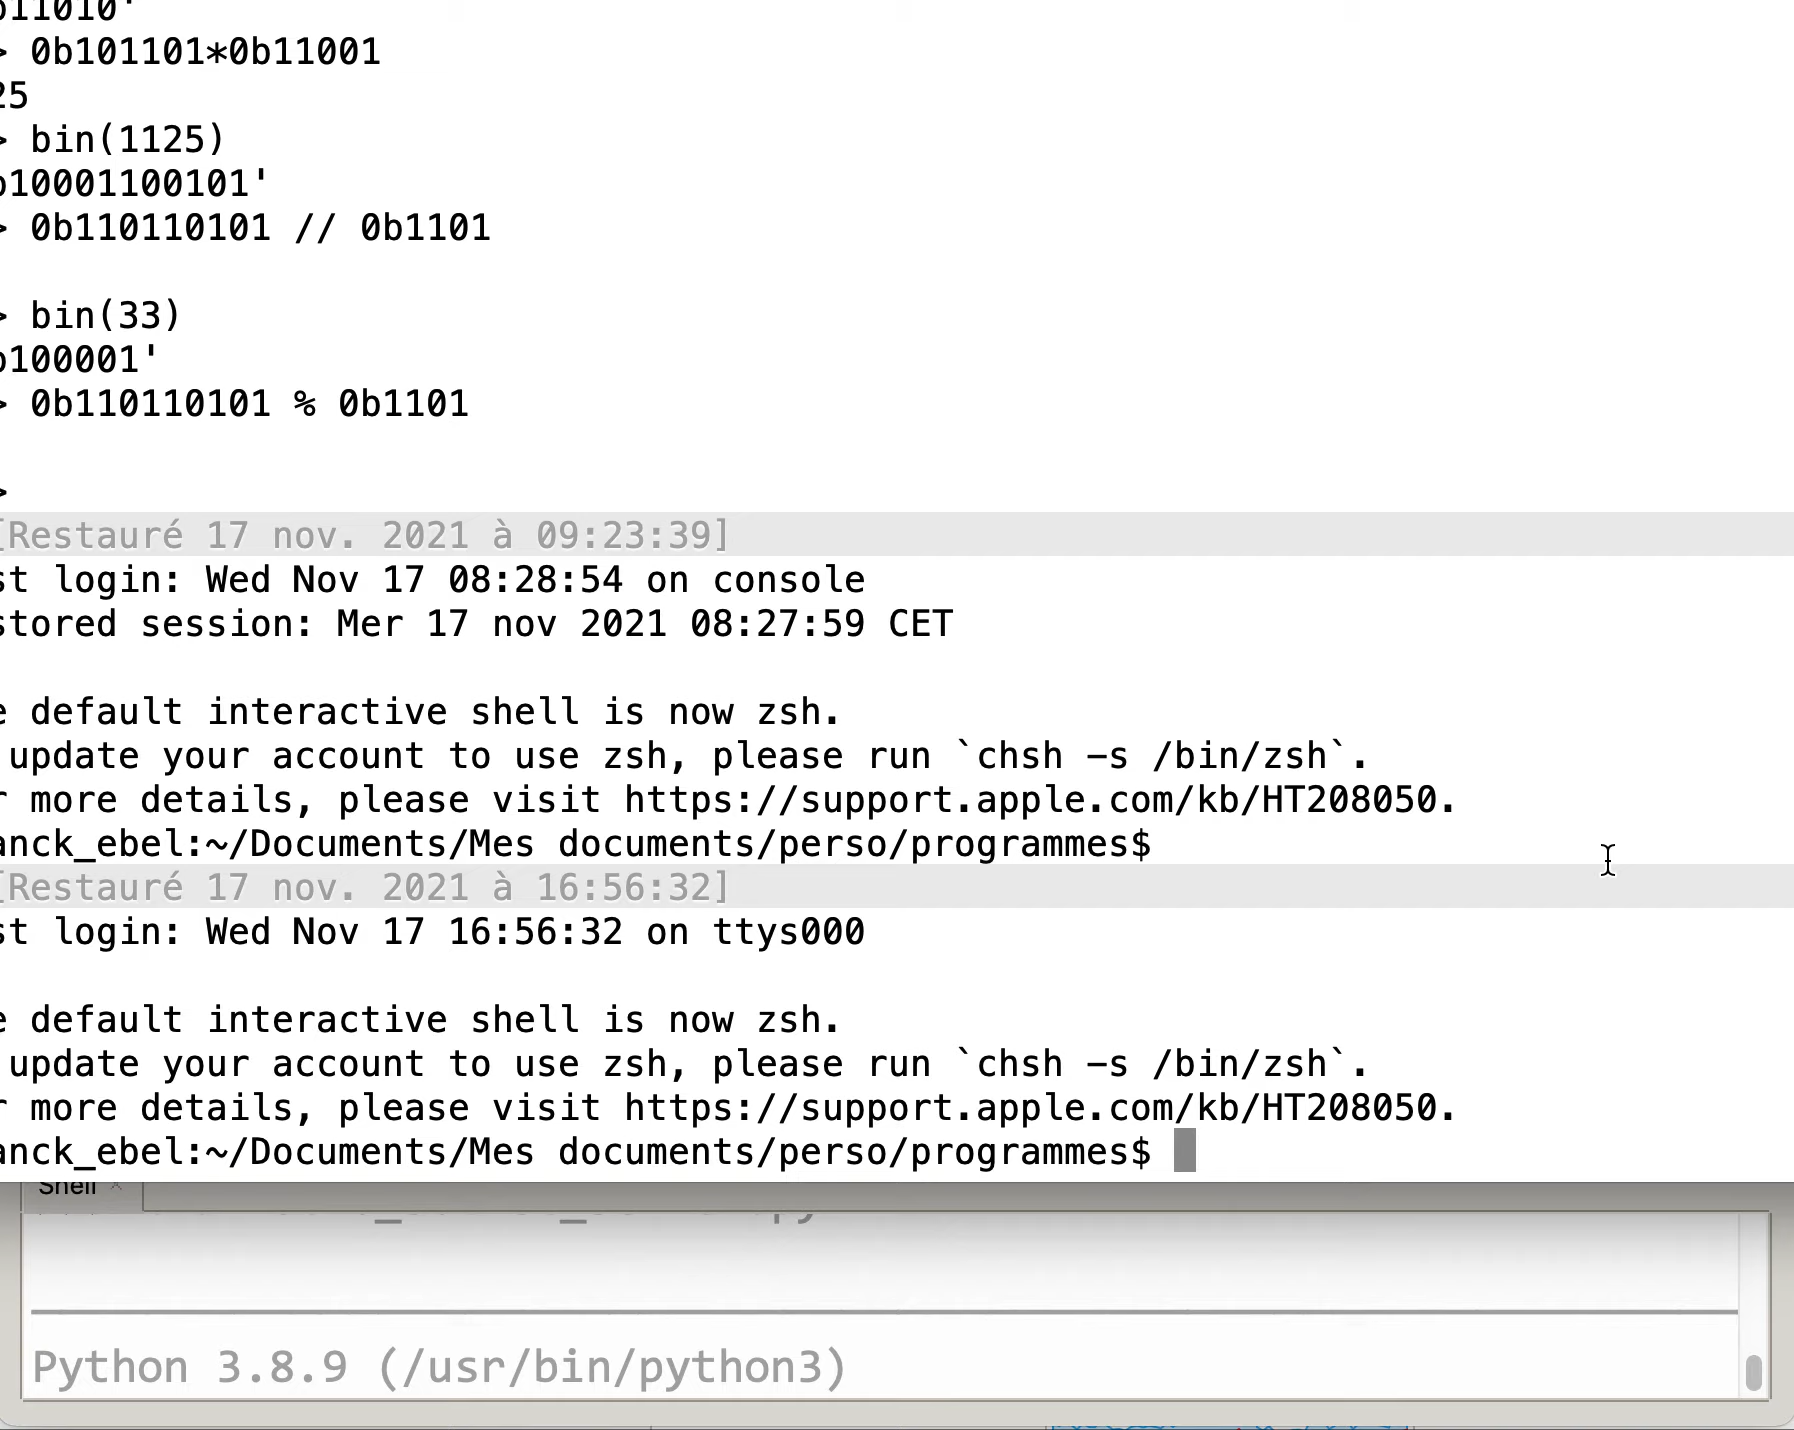 b11010'
> 0b101101*0b11001
25
> bin(1125)
b10001100101'
> 0b110110101 // 0b1101
> bin(33)
b100001'
> 0b110110101 % 0b1101
>
[Restauré 17 nov. 2021 à 09:23:39]
st login: Wed Nov 17 08:28:54 on console
stored session: Mer 17 nov 2021 08:27:59 CET
e default interactive shell is now zsh.
update your account to use zsh, please run `chsh -s /bin/zsh`.
r more details, please visit https://support.apple.com/kb/HT208050.
anck_ebel:~/Documents/Mes documents/perso/programmes$
[Restauré 17 nov. 2021 à 16:56:32]
st login: Wed Nov 17 16:56:32 on ttys000
e default interactive shell is now zsh.
update your account to use zsh, please run `chsh -s /bin/zsh`.
r more details, please visit https://support.apple.com/kb/HT208050.
anck_ebel:~/Documents/Mes documents/perso/programmes$
Shell ×
Python 3.8.9 (/usr/bin/python3)